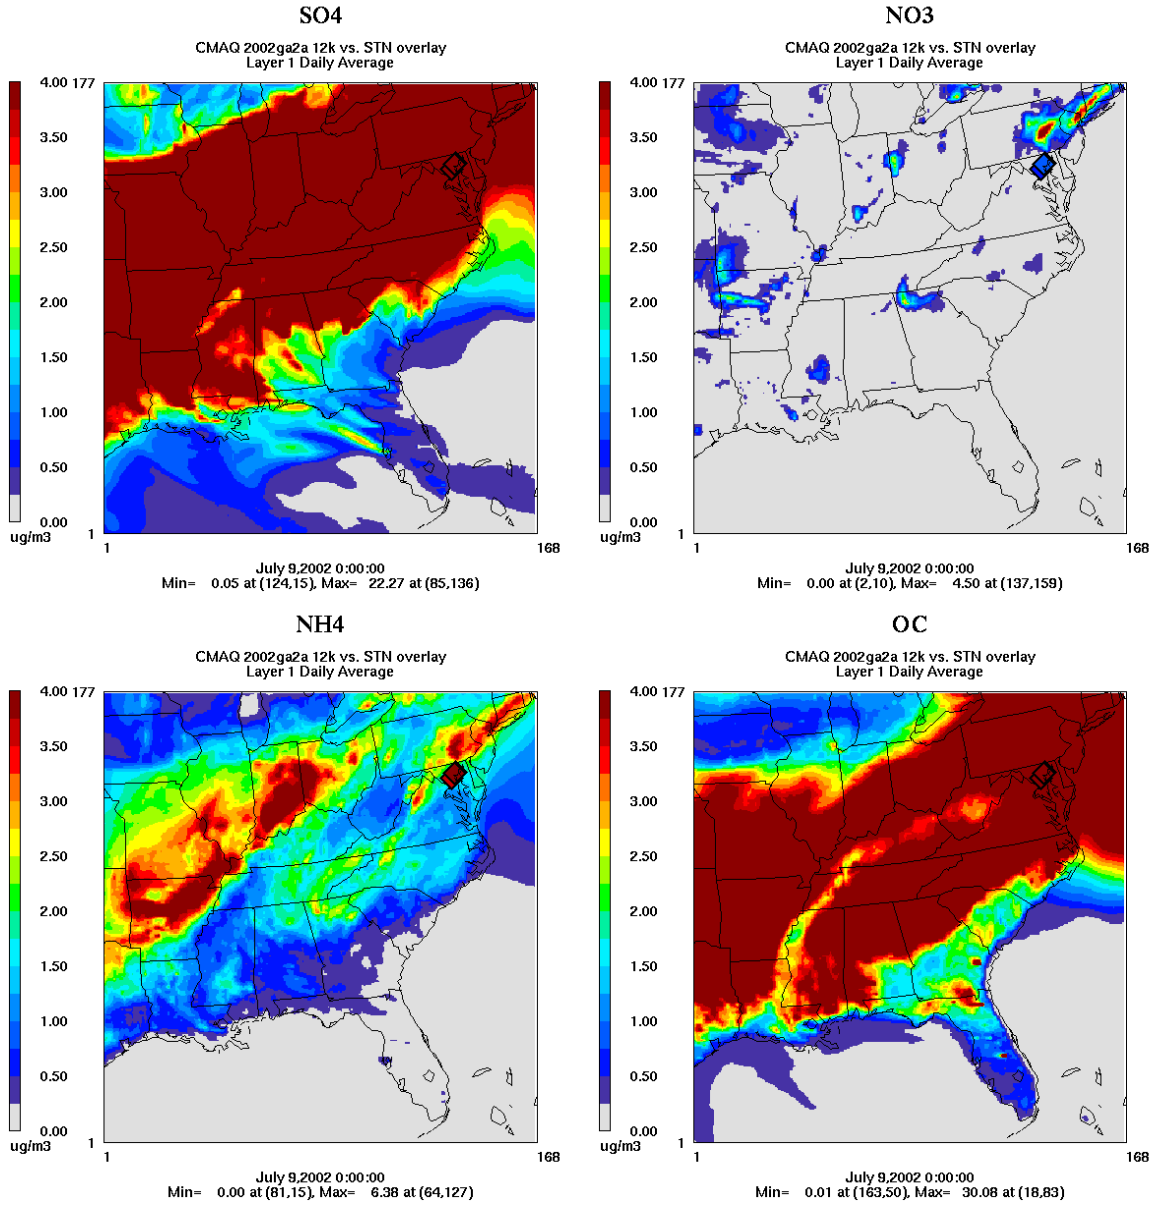 SO4
CMAQ 2002ga2a 12k vs. STN overlay
Layer 1 Daily Average
4.00 177
3.50
3.00
2.50
2.00
1.50
1.00
0.50
0.00
ug/m3
1
1 168
July 9,2002 0:00:00
Min= 0.05 at (124,15), Max= 22.27 at (85,136)
NO3
CMAQ 2002ga2a 12k vs. STN overlay
Layer 1 Daily Average
4.00 177
3.50
3.00
2.50
2.00
1.50
1.00
0.50
0.00
ug/m3
1
1 168
July 9,2002 0:00:00
Min= 0.00 at (2,10), Max= 4.50 at (137,159)
NH4
CMAQ 2002ga2a 12k vs. STN overlay
Layer 1 Daily Average
4.00 177
3.50
3.00
2.50
2.00
1.50
1.00
0.50
0.00
ug/m3
1
1 168
July 9,2002 0:00:00
Min= 0.00 at (81,15), Max= 6.38 at (64,127)
OC
CMAQ 2002ga2a 12k vs. STN overlay
Layer 1 Daily Average
4.00 177
3.50
3.00
2.50
2.00
1.50
1.00
0.50
0.00
ug/m3
1
1 168
July 9,2002 0:00:00
Min= 0.01 at (163,50), Max= 30.08 at (18,83)